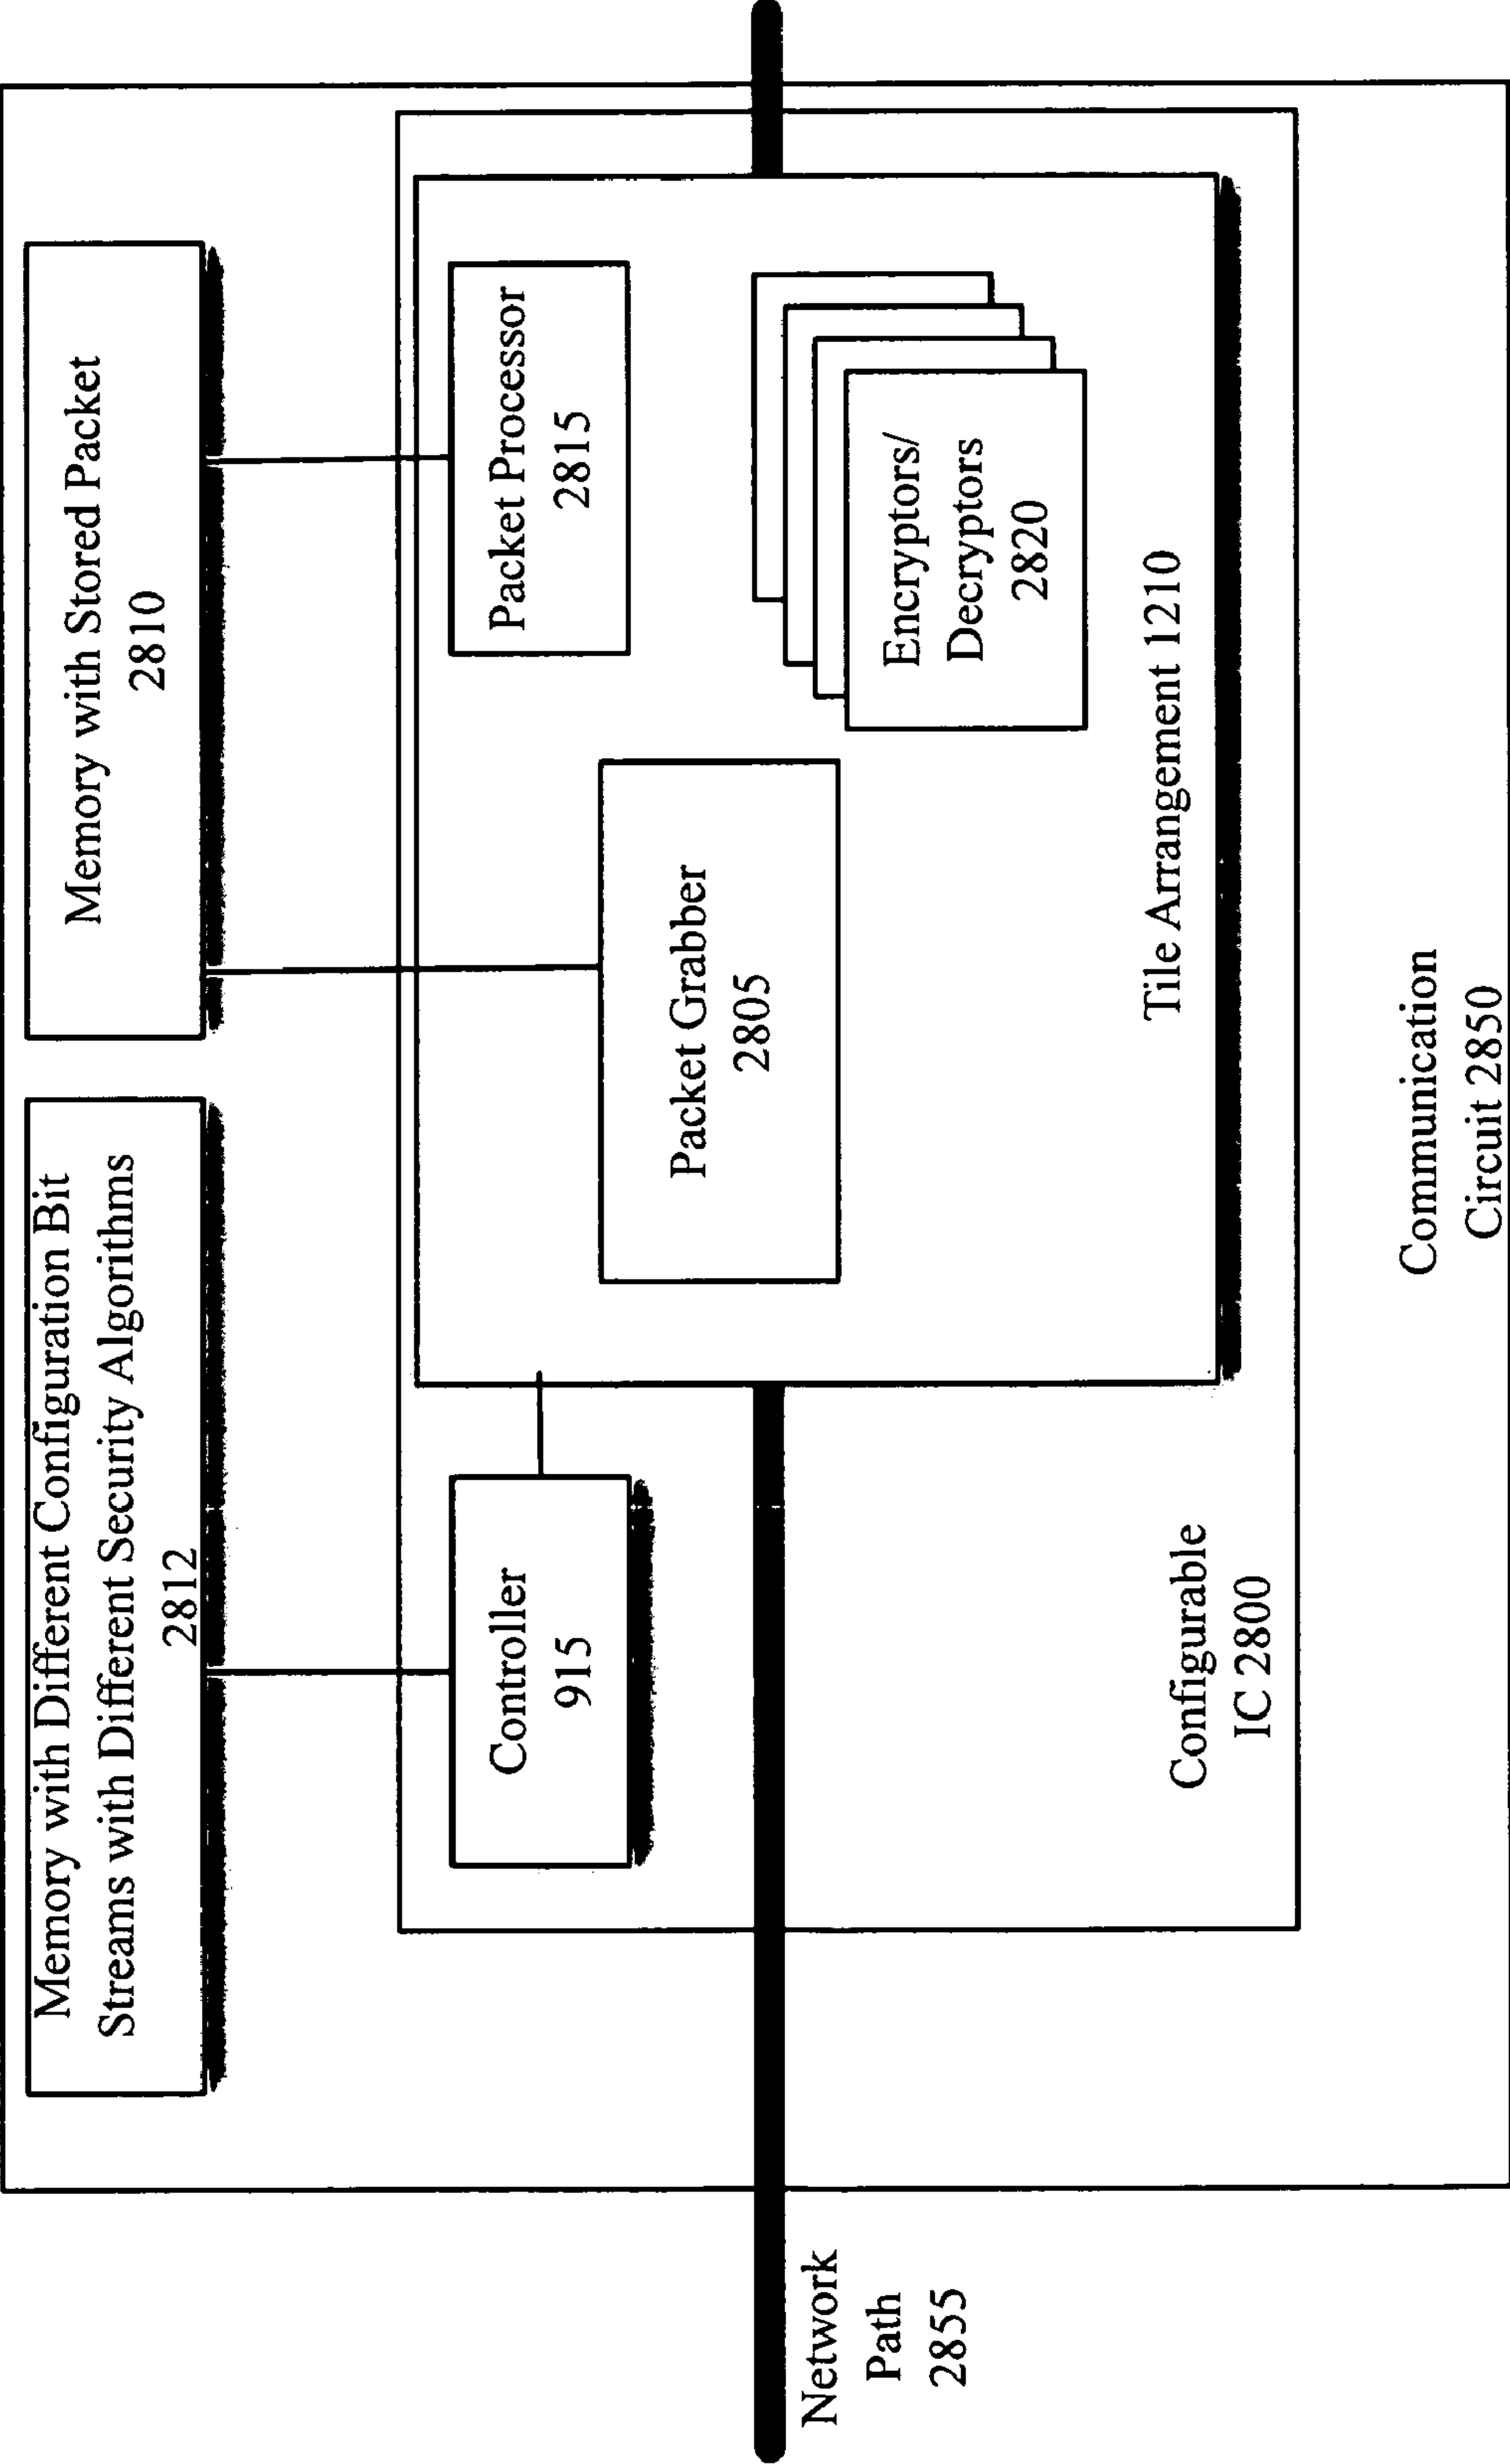 Memory with Different Configuration Bit
Streams with Different Security Algorithms
2812
Memory with Stored Packet
2810
Controller
915
Packet Grabber
2805
Packet Processor
2815
Encryptors/
Decryptors
2820
Tile Arrangement 1210
Configurable
IC 2800
Communication
Circuit 2850
Network
Path
2855